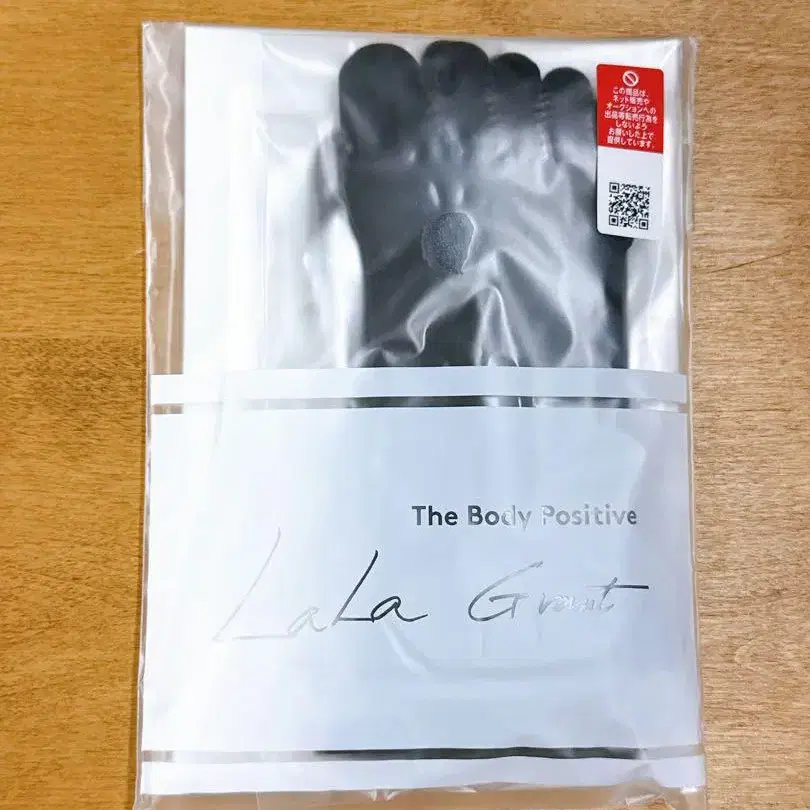 この商品は、
ネット販売や
オークションへの
出品等転売行為を
しないよう
お願いした上で
提供しています。
The Body Positive
LaLa Grant